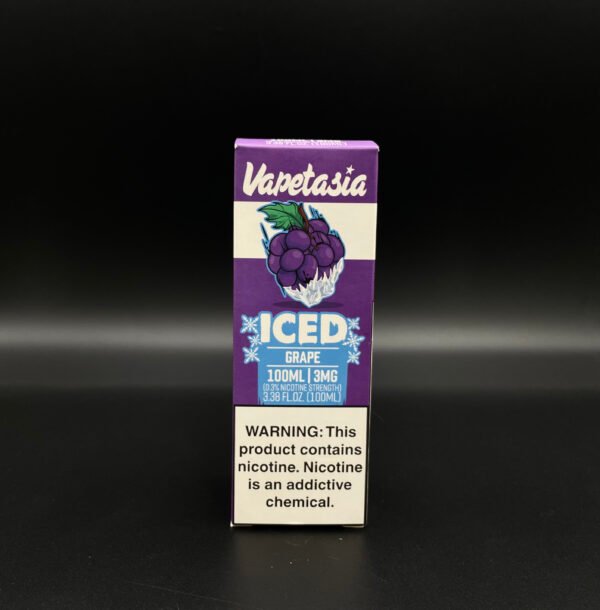 Vapetasia
ICED
GRAPE
100ML | 3MG
(0.3% NICOTINE STRENGTH)
3.38 FL.OZ. (100ML)
WARNING: This
product contains
nicotine. Nicotine
is an addictive
chemical.